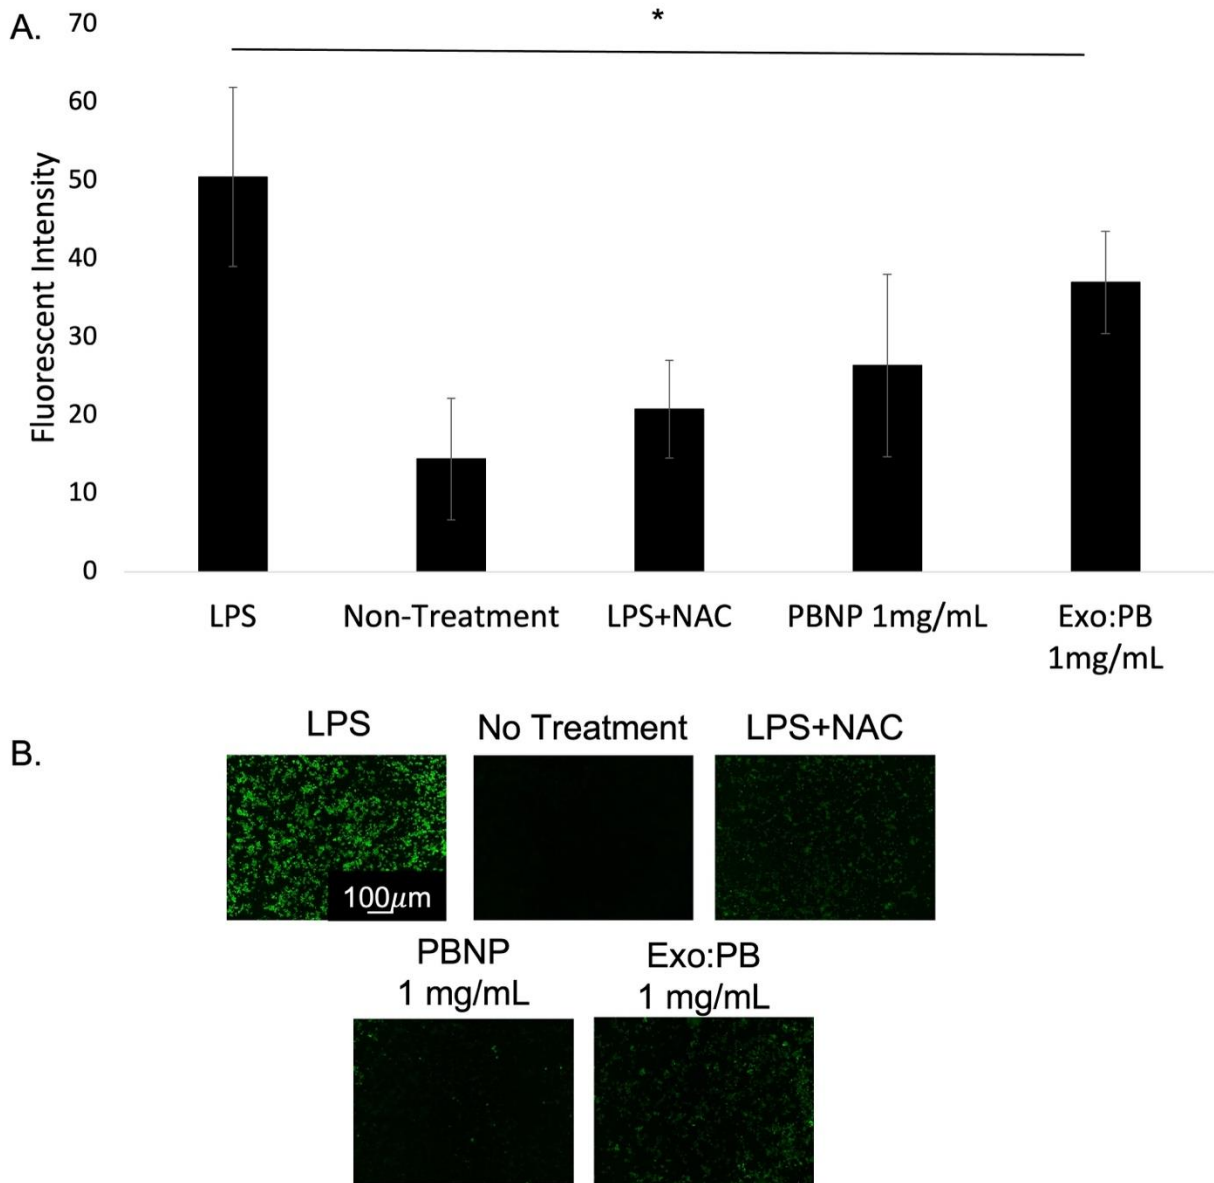 A.
*
Fluorescent Intensity
70
60
50
40
30
20
10
0
LPS
Non-Treatment
LPS+NAC
PBNP 1mg/mL
Exo:PB
1mg/mL
B.
LPS
No Treatment
LPS+NAC
100μm
PBNP
1 mg/mL
Exo:PB
1 mg/mL